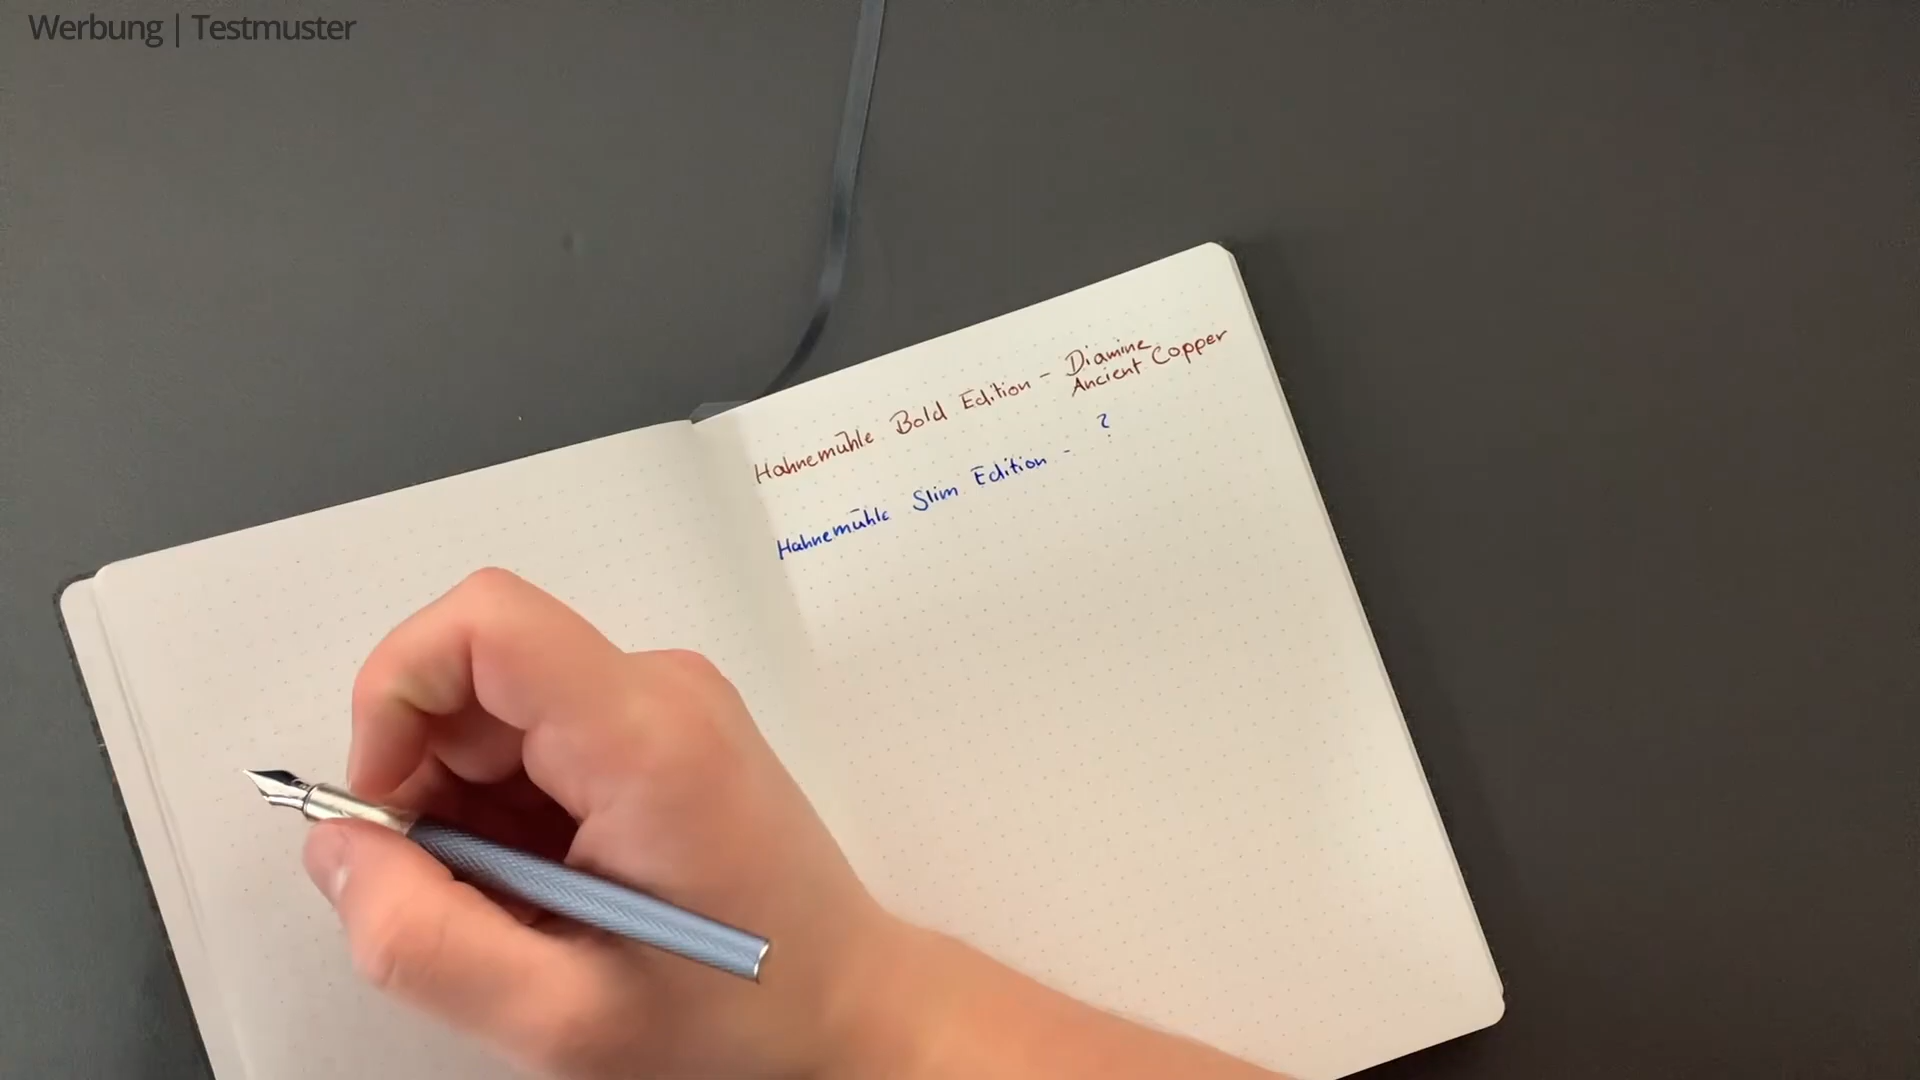 Werbung | Testmuster
Hahnemühle Bold Edition - Diamine
Ancient Copper
Hahnemühle Slim Edition - ?